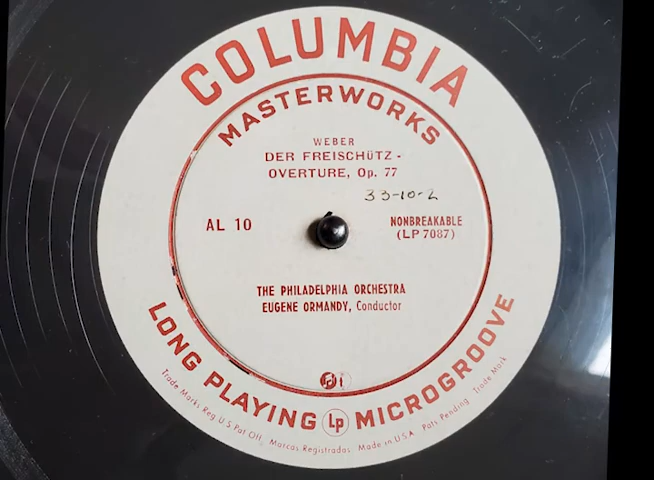 COLUMBIA
MASTERWORKS
WEBER
DER FREISCHÜTZ -
OVERTURE, Op. 77
33-10-2
AL 10
NONBREAKABLE
(LP 7087)
THE PHILADELPHIA ORCHESTRA
EUGENE ORMANDY, Conductor
LONG PLAYING Lp MICROGROOVE
Trade Marks Reg. U.S. Pat. Off. Marcas Registradas Made in U.S.A. Pats. Pending Trade Mark